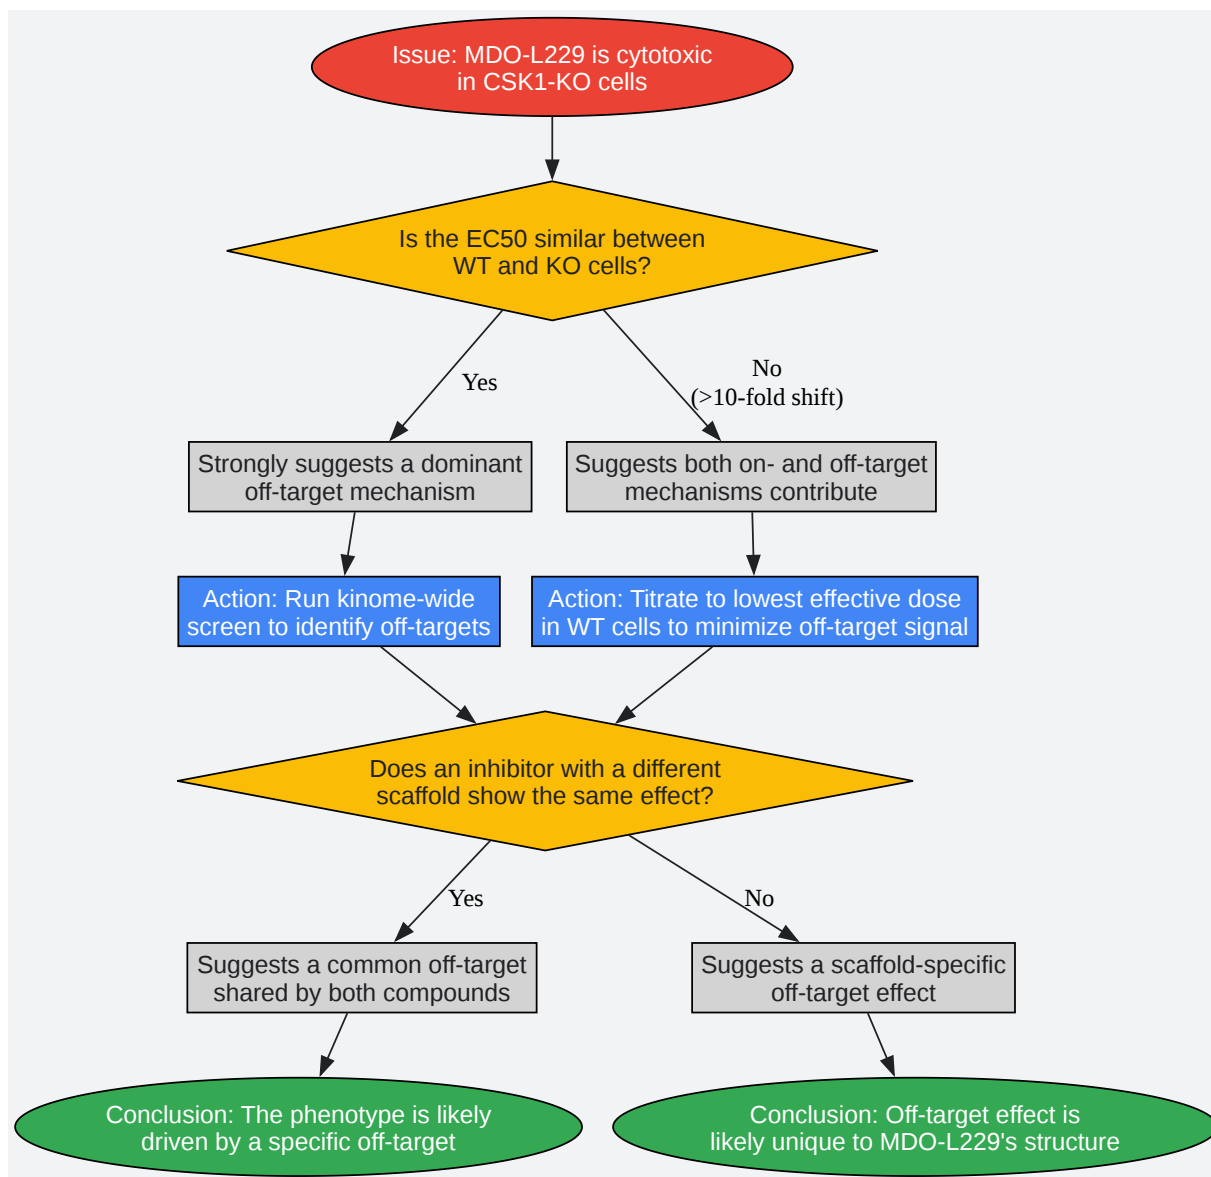 Issue: MDO-L229 is cytotoxic
in CSK1-KO cells
Is the EC50 similar between
WT and KO cells?
Yes
No
(>10-fold shift)
Strongly suggests a dominant
off-target mechanism
Suggests both on- and off-target
mechanisms contribute
Action: Run kinome-wide
screen to identify off-targets
Action: Titrate to lowest effective dose
in WT cells to minimize off-target signal
Does an inhibitor with a different
scaffold show the same effect?
Yes
No
Suggests a common off-target
shared by both compounds
Suggests a scaffold-specific
off-target effect
Conclusion: The phenotype is likely
driven by a specific off-target
Conclusion: Off-target effect is
likely unique to MDO-L229's structure